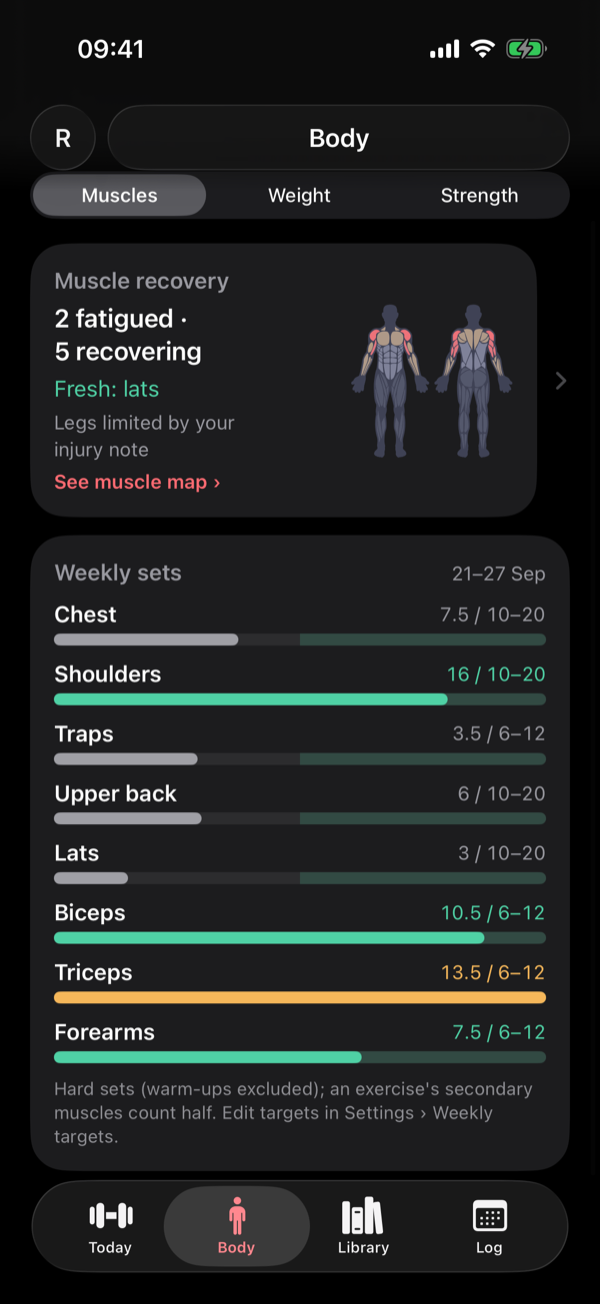 09:41
R
Body
Muscles
Weight
Strength
Muscle recovery
2 fatigued ·
5 recovering
Fresh: lats
Legs limited by your
injury note
See muscle map ›
Weekly sets
21–27 Sep
Chest
7.5 / 10–20
Shoulders
16 / 10–20
Traps
3.5 / 6–12
Upper back
6 / 10–20
Lats
3 / 10–20
Biceps
10.5 / 6–12
Triceps
13.5 / 6–12
Forearms
7.5 / 6–12
Hard sets (warm-ups excluded); an exercise's secondary
muscles count half. Edit targets in Settings › Weekly
targets.
Today
Body
Library
Log